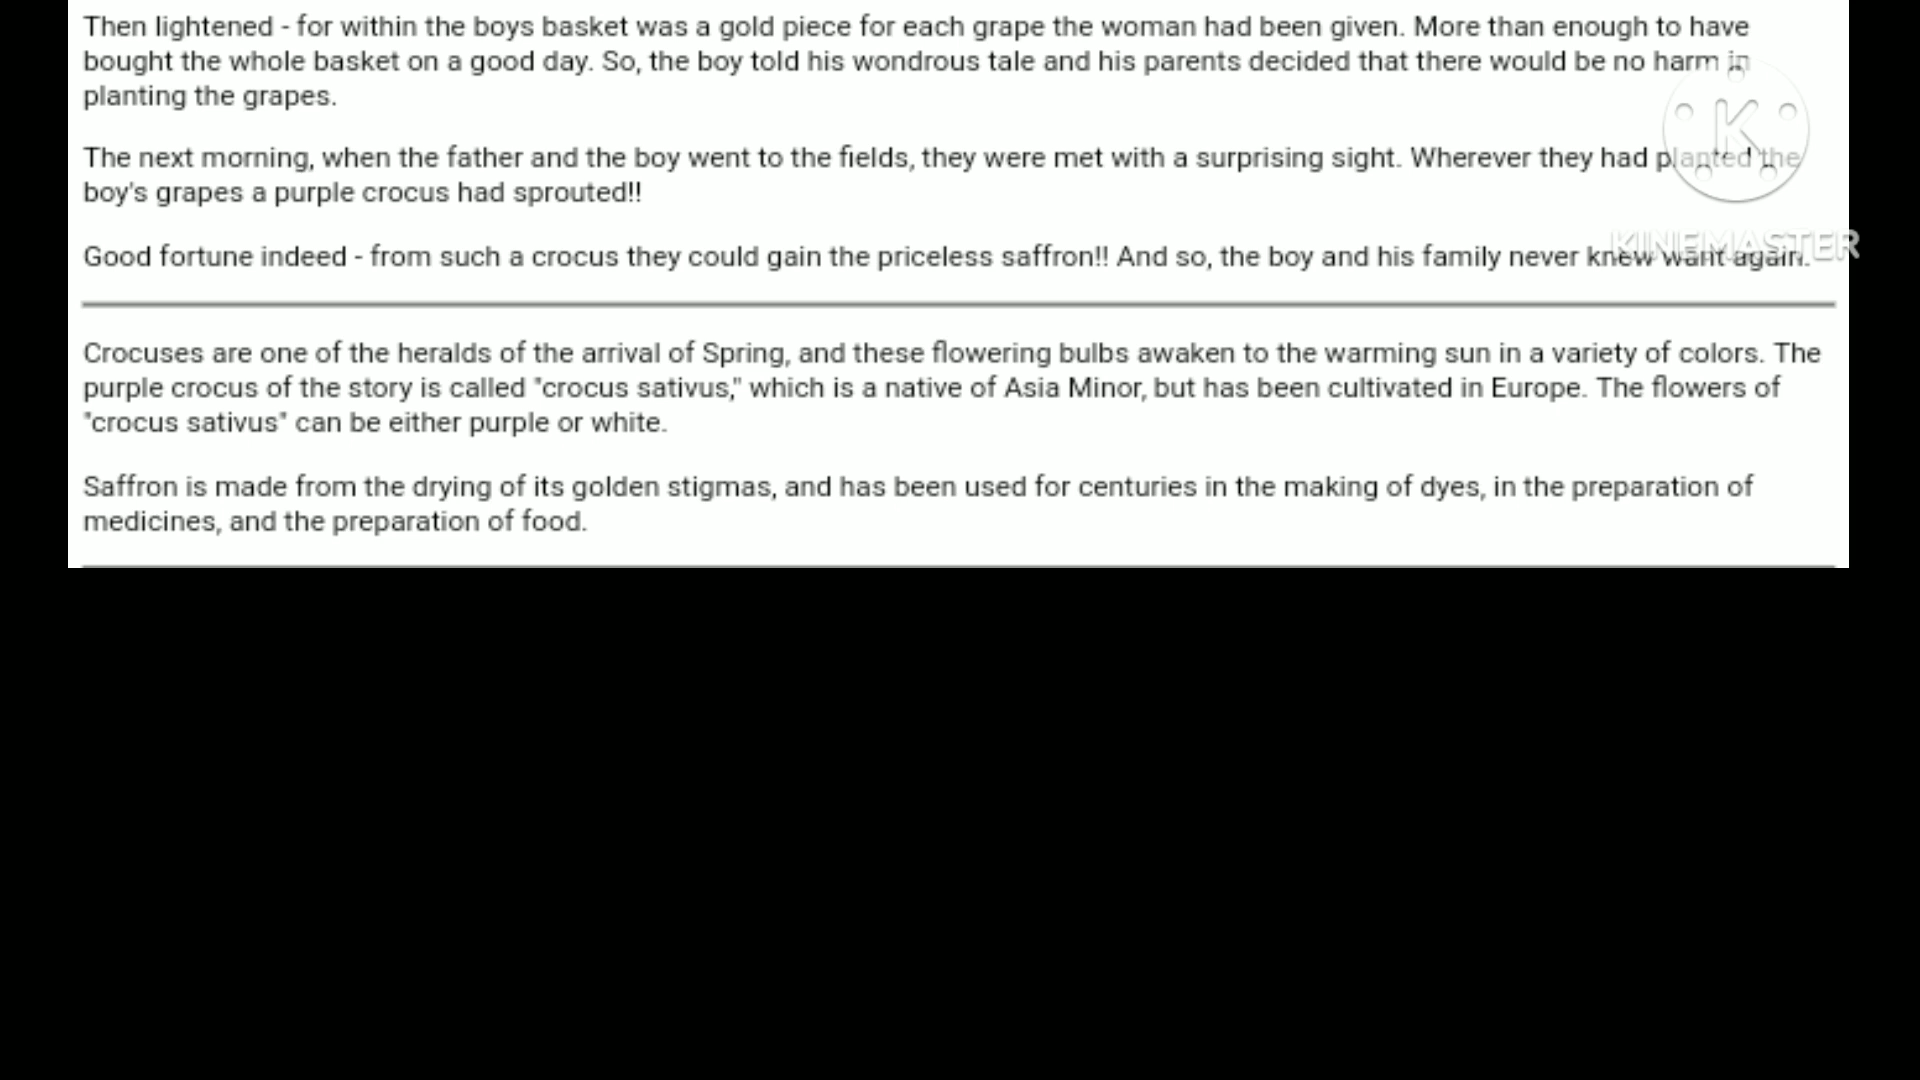 Then lightened - for within the boys basket was a gold piece for each grape the woman had been given. More than enough to have
bought the whole basket on a good day. So, the boy told his wondrous tale and his parents decided that there would be no harm in
planting the grapes.
The next morning, when the father and the boy went to the fields, they were met with a surprising sight. Wherever they had planted the
boy's grapes a purple crocus had sprouted!!
Good fortune indeed - from such a crocus they could gain the priceless saffron!! And so, the boy and his family never knew want again.
Crocuses are one of the heralds of the arrival of Spring, and these flowering bulbs awaken to the warming sun in a variety of colors. The
purple crocus of the story is called "crocus sativus," which is a native of Asia Minor, but has been cultivated in Europe. The flowers of
"crocus sativus" can be either purple or white.
Saffron is made from the drying of its golden stigmas, and has been used for centuries in the making of dyes, in the preparation of
medicines, and the preparation of food.
K
KINEMASTER